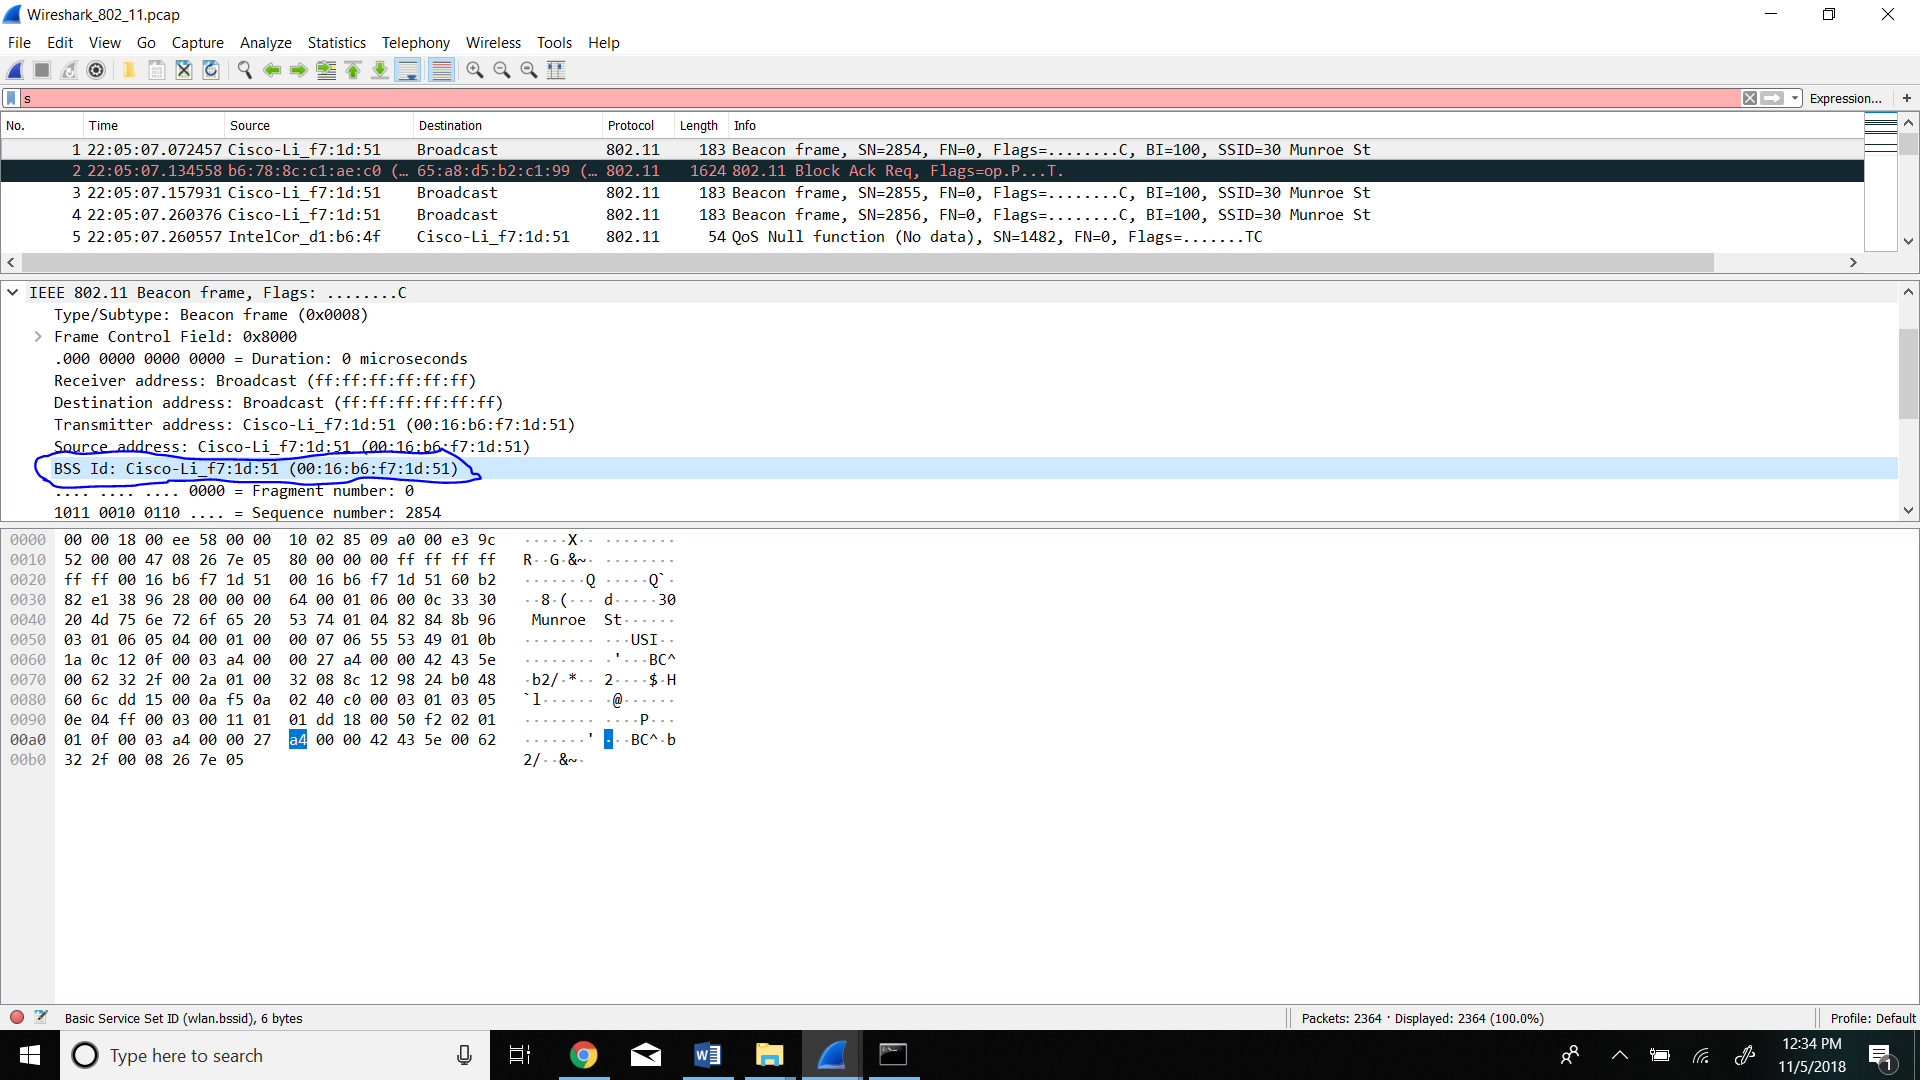 Wireshark_802_11.pcap
File Edit View Go Capture Analyze Statistics Telephony Wireless Tools Help
s Expression... +
No. Time Source Destination Protocol Length Info
1 22:05:07.072457 Cisco-Li_f7:1d:51 Broadcast 802.11 183 Beacon frame, SN=2854, FN=0, Flags=........C, BI=100, SSID=30 Munroe St
2 22:05:07.134558 b6:78:8c:c1:ae:c0 (… 65:a8:d5:b2:c1:99 (… 802.11 1624 802.11 Block Ack Req, Flags=op.P...T.
3 22:05:07.157931 Cisco-Li_f7:1d:51 Broadcast 802.11 183 Beacon frame, SN=2855, FN=0, Flags=........C, BI=100, SSID=30 Munroe St
4 22:05:07.260376 Cisco-Li_f7:1d:51 Broadcast 802.11 183 Beacon frame, SN=2856, FN=0, Flags=........C, BI=100, SSID=30 Munroe St
5 22:05:07.260557 IntelCor_d1:b6:4f Cisco-Li_f7:1d:51 802.11 54 QoS Null function (No data), SN=1482, FN=0, Flags=.......TC
IEEE 802.11 Beacon frame, Flags: ........C
Type/Subtype: Beacon frame (0x0008)
Frame Control Field: 0x8000
.000 0000 0000 0000 = Duration: 0 microseconds
Receiver address: Broadcast (ff:ff:ff:ff:ff:ff)
Destination address: Broadcast (ff:ff:ff:ff:ff:ff)
Transmitter address: Cisco-Li_f7:1d:51 (00:16:b6:f7:1d:51)
Source address: Cisco-Li_f7:1d:51 (00:16:b6:f7:1d:51)
BSS Id: Cisco-Li_f7:1d:51 (00:16:b6:f7:1d:51)
.... .... .... 0000 = Fragment number: 0
1011 0010 0110 .... = Sequence number: 2854
0000 00 00 18 00 ee 58 00 00 10 02 85 09 a0 00 e3 9c ·····X·· ········
0010 52 00 00 47 08 26 7e 05 80 00 00 00 ff ff ff ff R··G·&~· ········
0020 ff ff 00 16 b6 f7 1d 51 00 16 b6 f7 1d 51 60 b2 ·······Q ·····Q`·
0030 82 e1 38 96 28 00 00 00 64 00 01 06 00 0c 33 30 ··8·(··· d·····30
0040 20 4d 75 6e 72 6f 65 20 53 74 01 04 82 84 8b 96 Munroe St······
0050 03 01 06 05 04 00 01 00 00 07 06 55 53 49 01 0b ········ ···USI··
0060 1a 0c 12 0f 00 03 a4 00 00 27 a4 00 00 42 43 5e ········ ·'···BC^
0070 00 62 32 2f 00 2a 01 00 32 08 8c 12 98 24 b0 48 ·b2/·*·· 2····$·H
0080 60 6c dd 15 00 0a f5 0a 02 40 c0 00 03 01 03 05 `l······ ·@······
0090 0e 04 ff 00 03 00 11 01 01 dd 18 00 50 f2 02 01 ········ ····P···
00a0 01 0f 00 03 a4 00 00 27 a4 00 00 42 43 5e 00 62 ·······' ···BC^·b
00b0 32 2f 00 08 26 7e 05 2/··&~·
Basic Service Set ID (wlan.bssid), 6 bytes Packets: 2364 · Displayed: 2364 (100.0%) Profile: Default
Type here to search
12:34 PM
11/5/2018
1